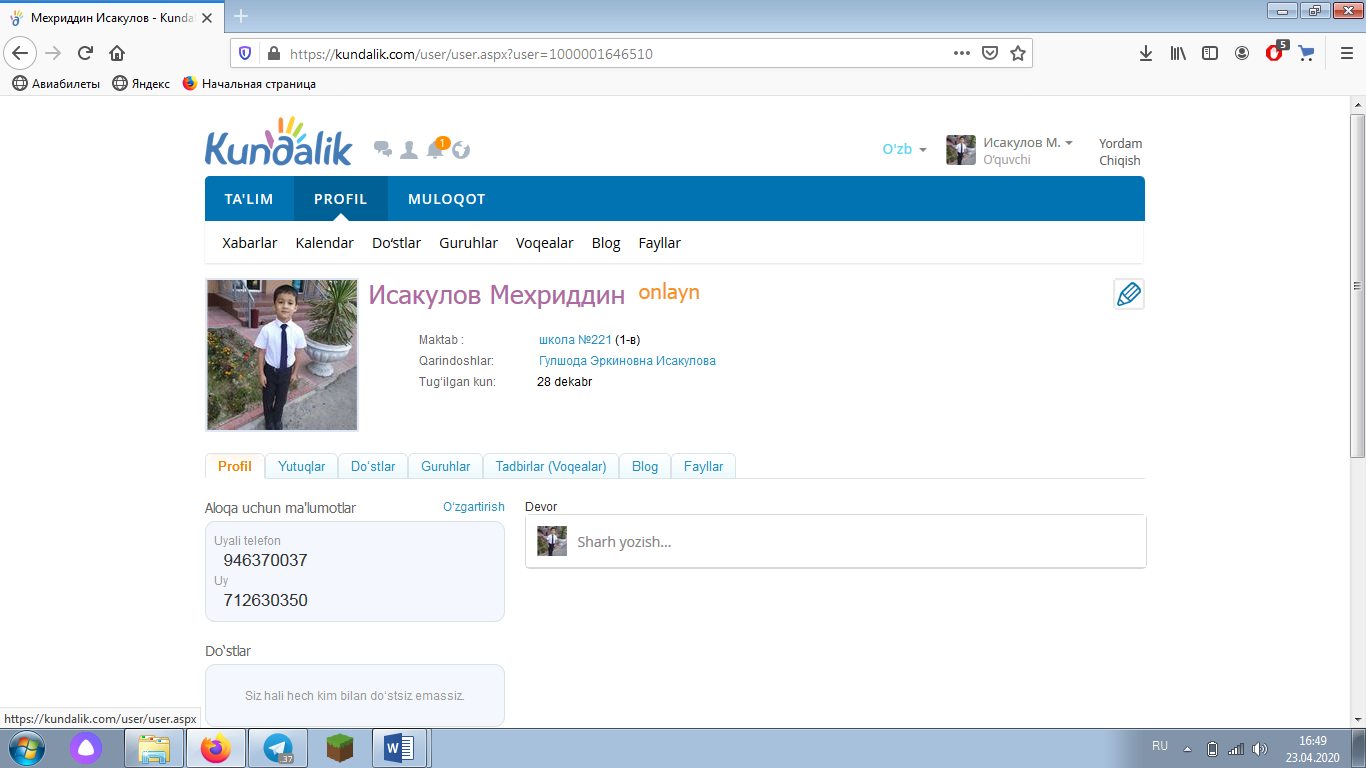 Мехриддин Исакулов - Kunda
https://kundalik.com/user/user.aspx?user=1000001646510
5
Авиабилеты Яндекс Начальная страница
Kundalik
1
O'zb
Исакулов М.
O‘quvchi
Yordam
Chiqish
TA'LIM PROFIL MULOQOT
Xabarlar Kalendar Do‘stlar Guruhlar Voqealar Blog Fayllar
Исакулов Мехриддин onlayn
Maktab : школа №221 (1-в)
Qarindoshlar: Гулшода Эркиновна Исакулова
Tug‘ilgan kun: 28 dekabr
Profil Yutuqlar Do‘stlar Guruhlar Tadbirlar (Voqealar) Blog Fayllar
Aloqa uchun ma'lumotlar O‘zgartirish
Uyali telefon
946370037
Uy
712630350
Devor
Sharh yozish...
Do‘stlar
Siz hali hech kim bilan do‘stsiz emassiz.
https://kundalik.com/user/user.aspx
.37
RU
16:49
23.04.2020